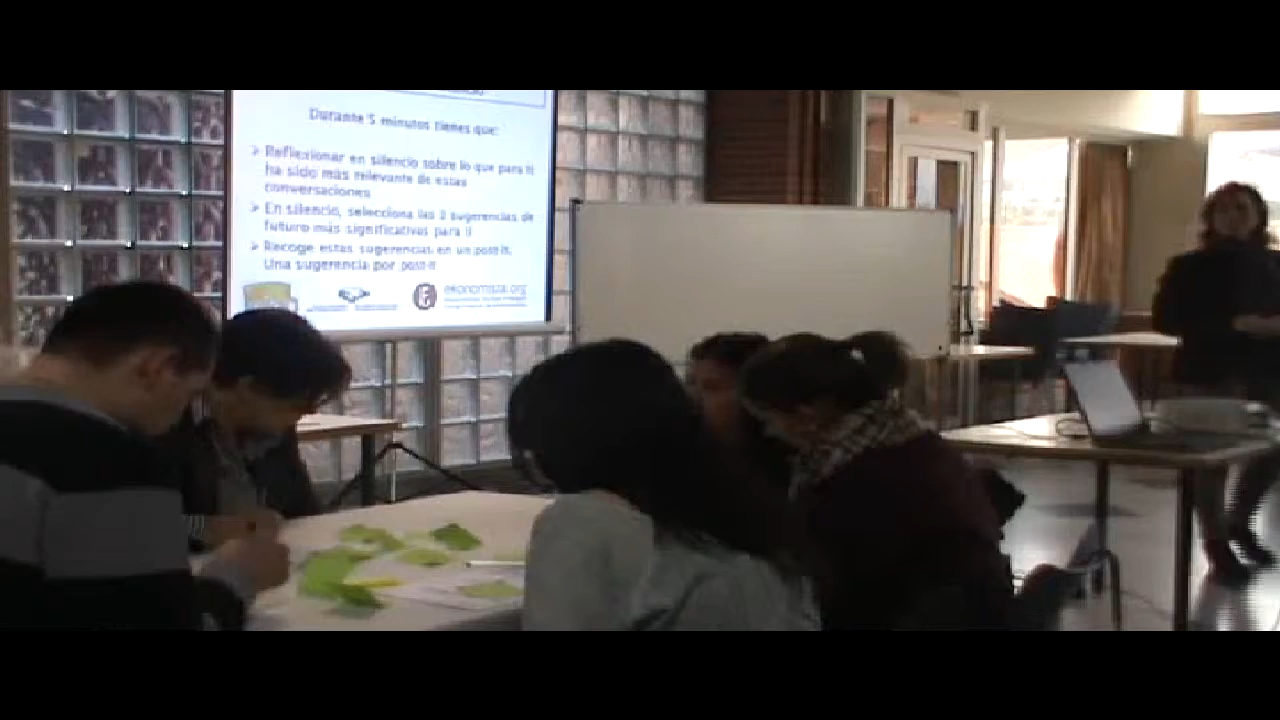 Durante 5 minutos tienes que:
➢ Reflexionar en silencio sobre lo que para ti
ha sido más relevante de estas
conversaciones
➢ En silencio, selecciona las 2 sugerencias de
futuro más significativas para ti
➢ Recoge estas sugerencias en un post-it.
Una sugerencia por post-it
ekonomistak.org